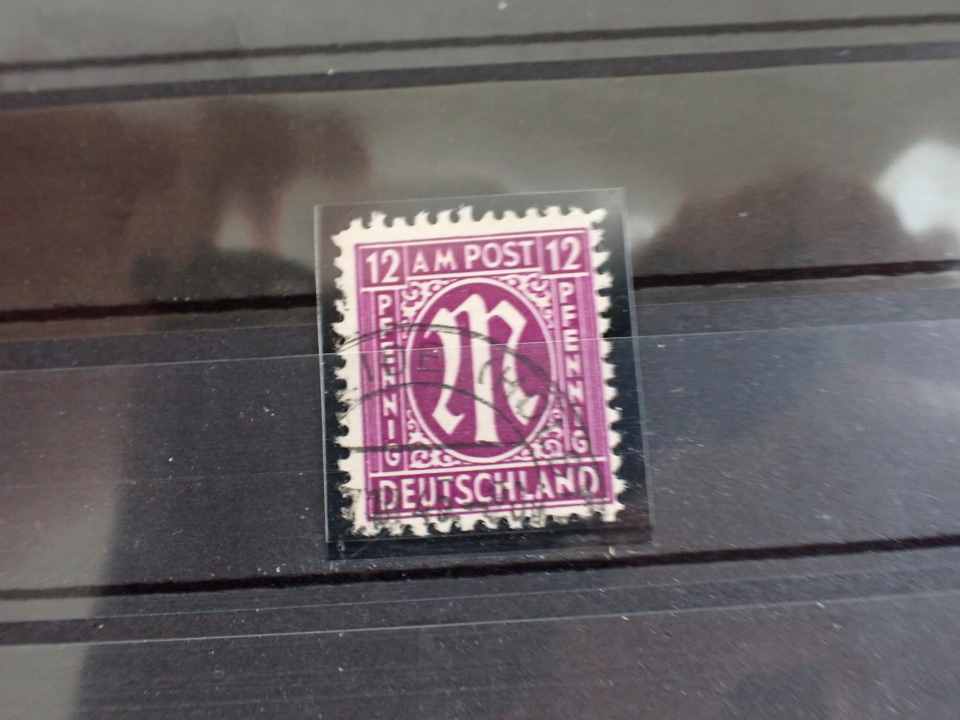 12 AM POST 12
PFENNIG
M
PFENNIG
DEUTSCHLAND